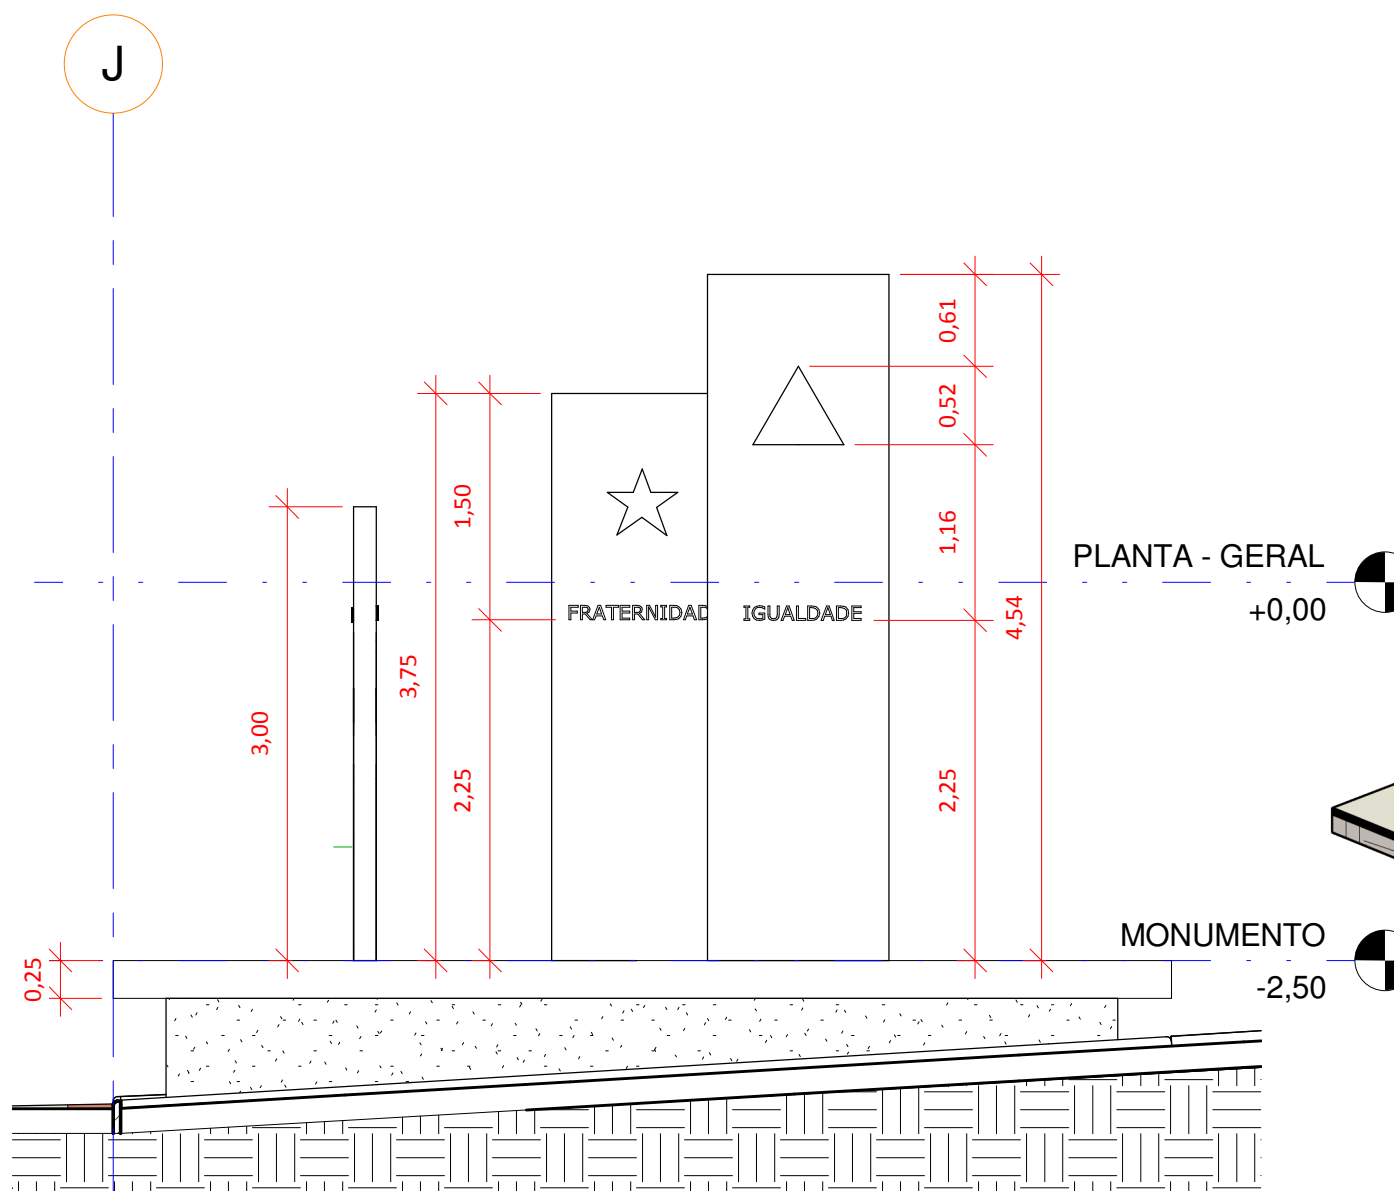 J
0,61
0,52
1,50
1,16
PLANTA - GERAL
+0,00
FRATERNIDAD
IGUALDADE
4,54
3,75
3,00
2,25
2,25
MONUMENTO
-2,50
0,25